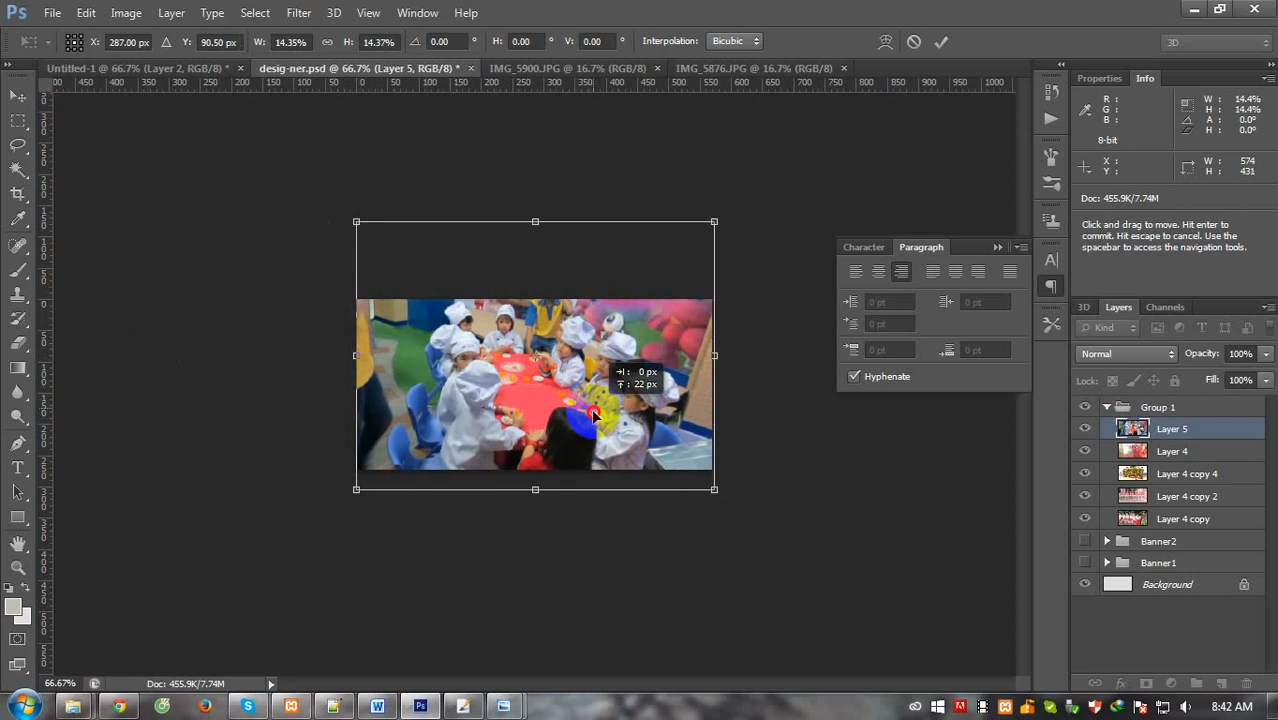 Ps File Edit Image Layer Type Select Filter 3D View Window Help
X: 287.00 px Y: 90.50 px W: 14.35% H: 14.37% 0.00 ° H: 0.00 ° V: 0.00 ° Interpolation: Bicubic 3D
Untitled-1 @ 66.7% (Layer 2, RGB/8) * × desig-ner.psd @ 66.7% (Layer 5, RGB/8) * × IMG_5900.JPG @ 16.7% (RGB/8) × IMG_5876.JPG @ 16.7% (RGB/8) ×
Properties Info
R: W: 14.4%
G: H: 14.4%
B: A: 0.0°
8-bit H: 0.0°
X: W: 574
Y: H: 431
Doc: 455.9K/7.74M
Click and drag to move. Hit enter to
commit. Hit escape to cancel. Use the
spacebar to access the navigation tools.
Character Paragraph
0 pt 0 pt
0 pt
0 pt 0 pt
Hyphenate
0 px
22 px
3D Layers Channels
Kind
Normal Opacity: 100%
Lock: Fill: 100%
Group 1
Layer 5
Layer 4
Layer 4 copy 4
Layer 4 copy 2
Layer 4 copy
Banner2
Banner1
Background
66.67% Doc: 455.9K/7.74M
8:42 AM